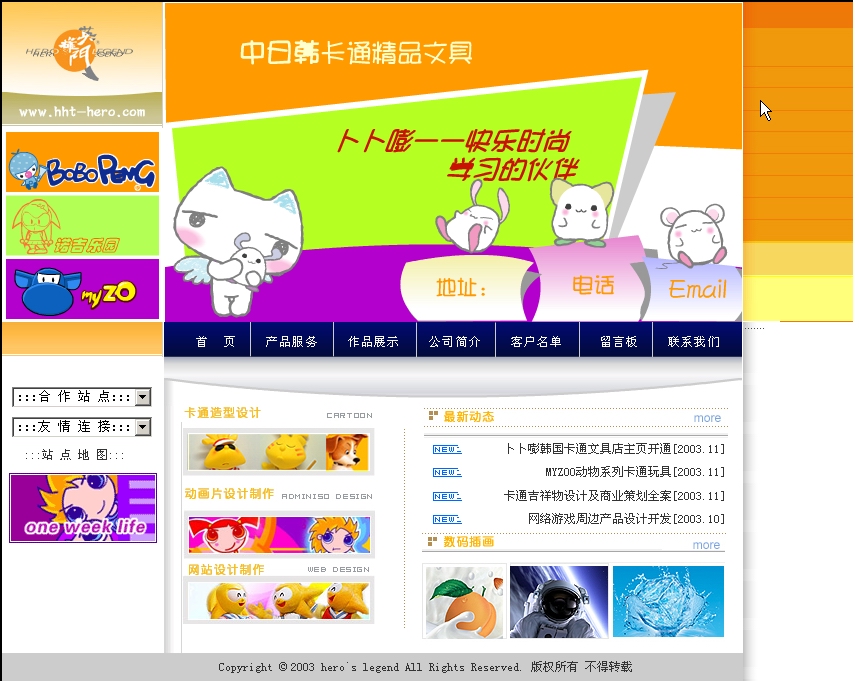 HERO LEGEND
www.hht-hero.com
中日韩卡通精品文具
卜卜嘭一一快乐时尚
学习的伙伴
BOBO PENG
诺吉乐园
myZO
地址：
电话
Email
首 页
产品服务
作品展示
公司简介
客户名单
留言板
联系我们
:::合 作 站 点:::
:::友 情 连 接:::
:::站 点 地 图:::
one week life
卡通造型设计
CARTOON
动画片设计制作
ADMINISO DESIGN
网站设计制作
WEB DESIGN
最新动态
more
NEW
卜卜嘭韩国卡通文具店主页开通[2003.11]
NEW
MYZOO动物系列卡通玩具[2003.11]
NEW
卡通吉祥物设计及商业策划全案[2003.11]
NEW
网络游戏周边产品设计开发[2003.10]
数码插画
more
Copyright ©2003 hero's legend All Rights Reserved. 版权所有 不得转载